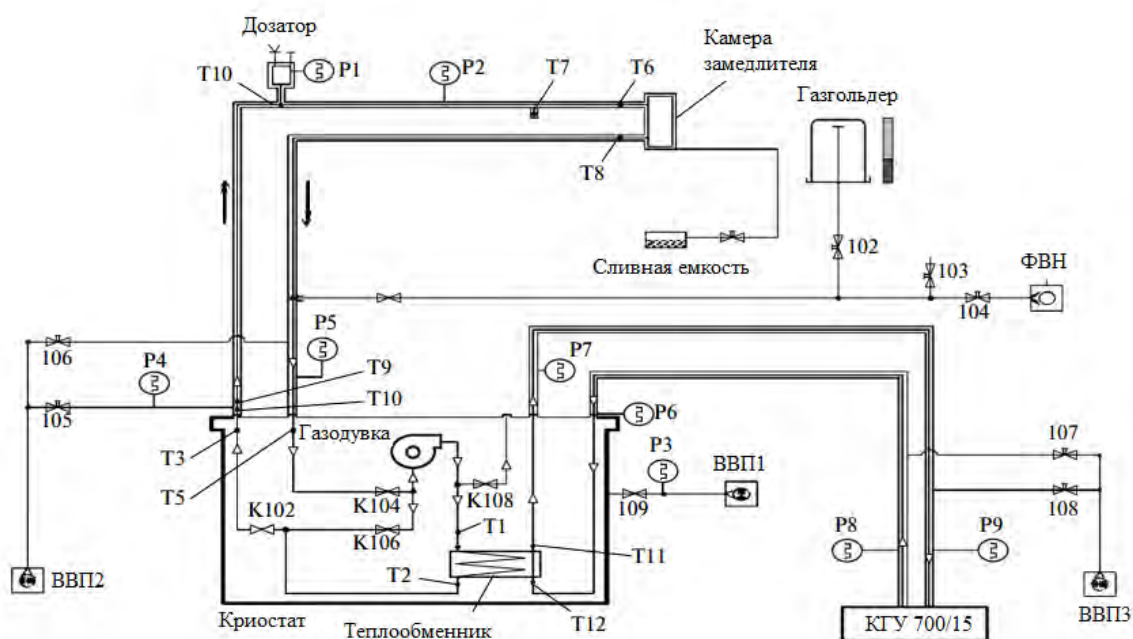 Дозатор
P1
P2
T7
T6
Камера
замедлителя
T10
Газгольдер
T8
102
Сливная емкость
103
ФВН
104
106
P4
P5
T9
P7
105
T10
P6
Газодувка
T3
T5
P3
ВВП1
107
K102
K104
K108
109
108
K106
T1
P8
P9
T2
T11
ВВП2
Криостат
Теплообменник
T12
КГУ 700/15
ВВП3